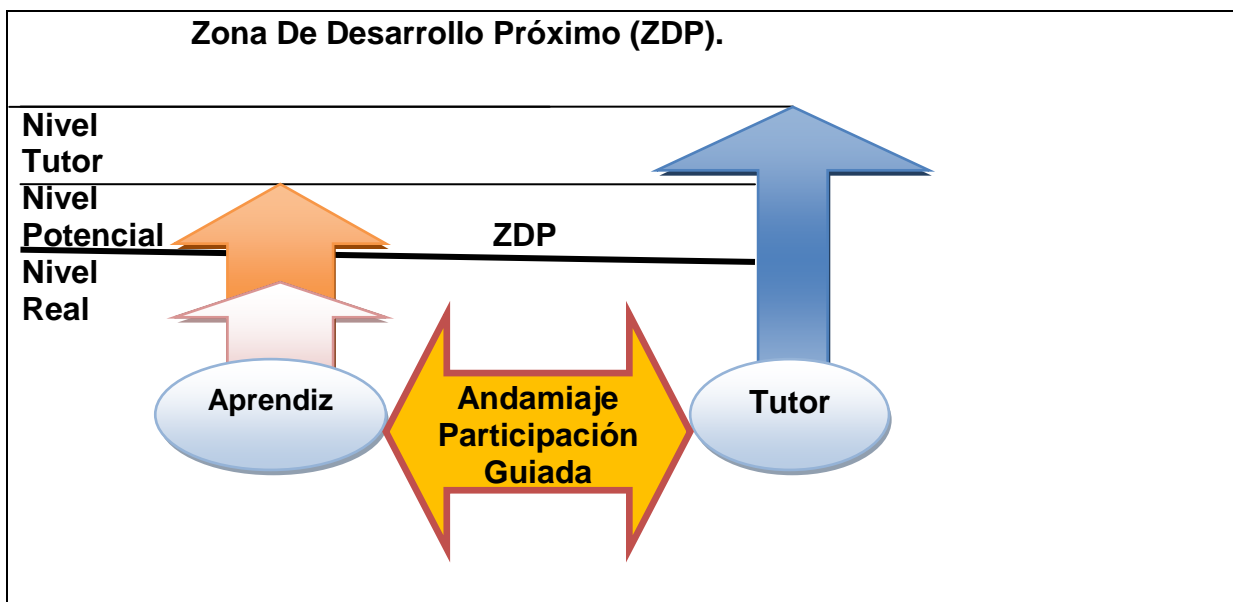 Zona De Desarrollo Próximo (ZDP).
Nivel
Tutor
Nivel
Potencial
ZDP
Nivel
Real
Aprendiz
Andamiaje
Participación
Guiada
Tutor